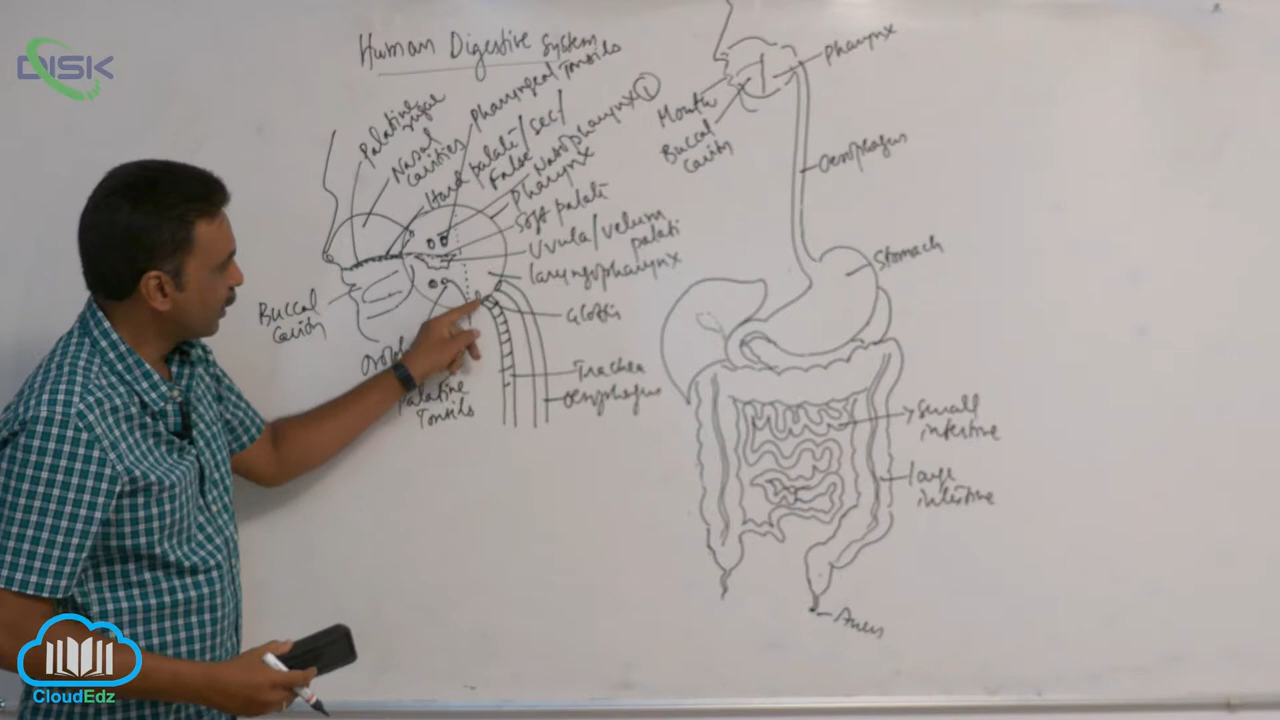 DISK
Human Digestive System
Pharyngeal Tonsils
Palatine
rugae
Nasal
cavities
Hard palate/sec/
False
Nasopharynx 1
Pharynx
Soft palate
Uvula/velum
palati
laryngopharynx
Glottis
Trachea
oesophagus
Buccal
Cavity
Palatine
Tonsils
Pharynx
Mouth
Buccal
Cavity
Oesophagus
Stomach
Small
intestine
large
intestine
Anus
CloudEdz